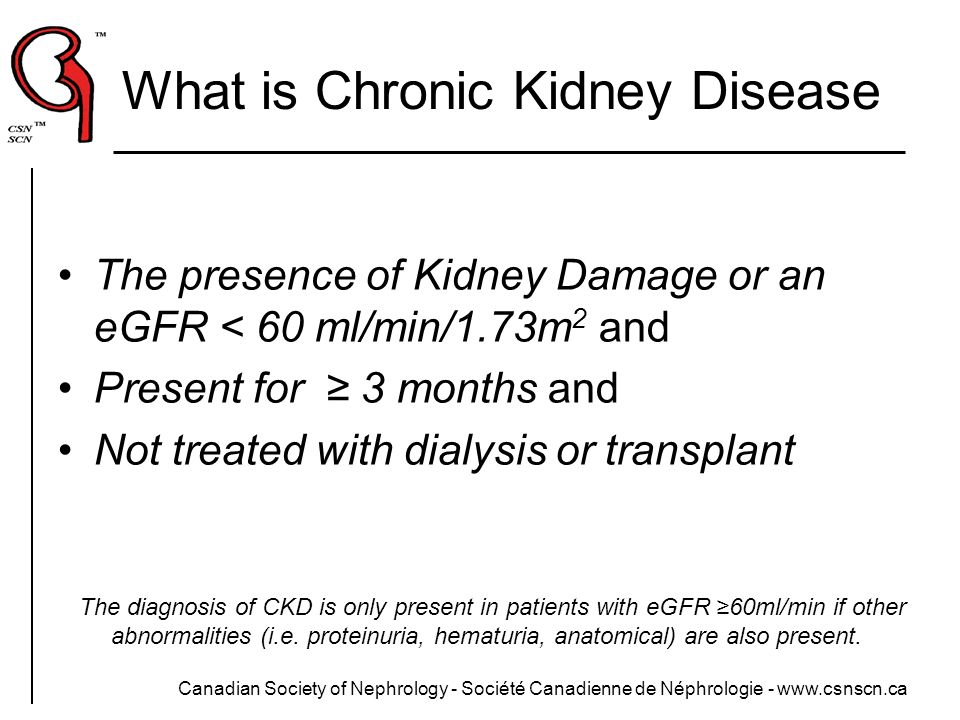 ™
CSN™
SCN
What is Chronic Kidney Disease
• The presence of Kidney Damage or an
eGFR < 60 ml/min/1.73m² and
• Present for ≥ 3 months and
• Not treated with dialysis or transplant
The diagnosis of CKD is only present in patients with eGFR ≥60ml/min if other
abnormalities (i.e. proteinuria, hematuria, anatomical) are also present.
Canadian Society of Nephrology - Société Canadienne de Néphrologie - www.csnscn.ca